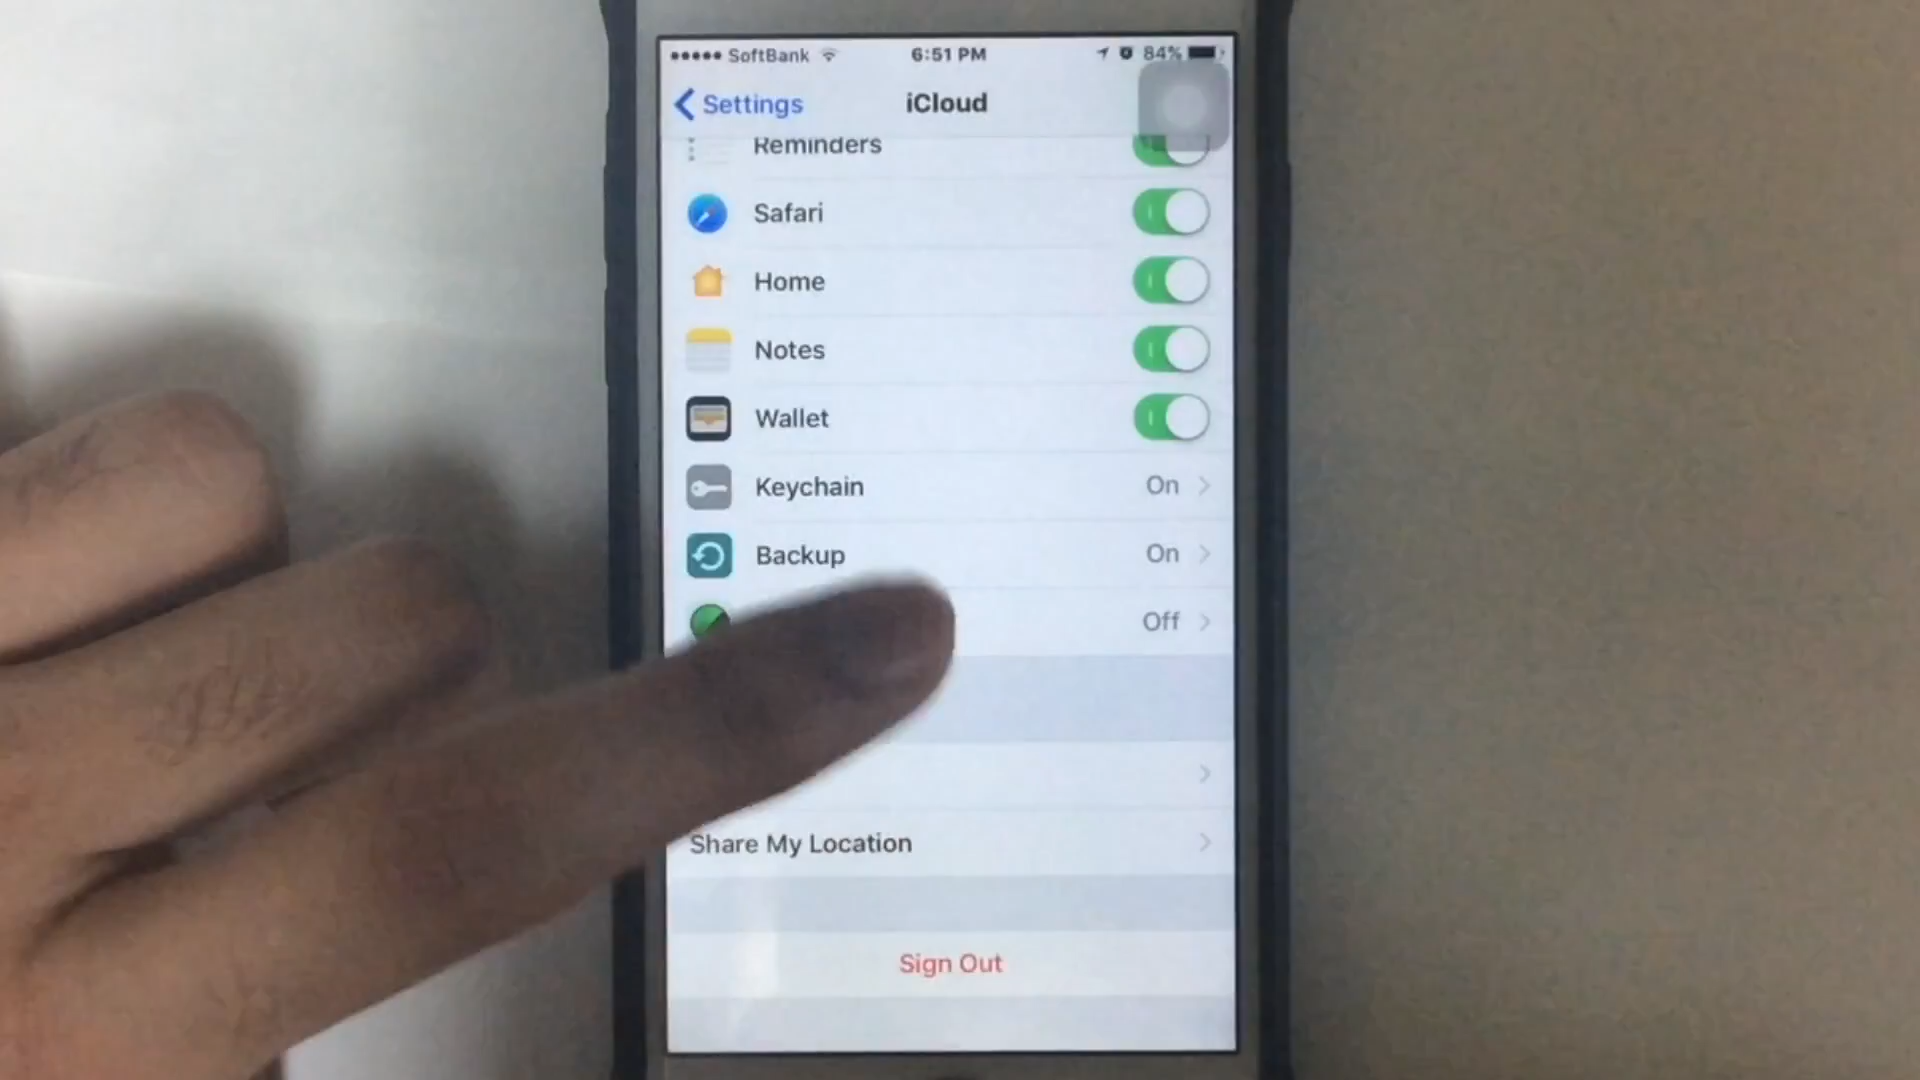 SoftBank 6:51 PM 84%
Settings iCloud
Reminders
Safari
Home
Notes
Wallet
Keychain On
Backup On
Off
Share My Location
Sign Out